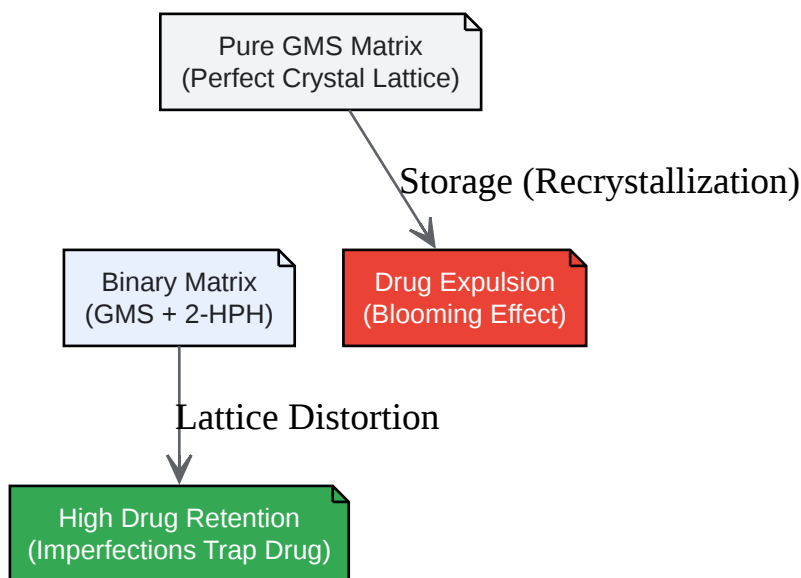 Pure GMS Matrix
(Perfect Crystal Lattice)
Storage (Recrystallization)
Binary Matrix
(GMS + 2-HPH)
Drug Expulsion
(Blooming Effect)
Lattice Distortion
High Drug Retention
(Imperfections Trap Drug)